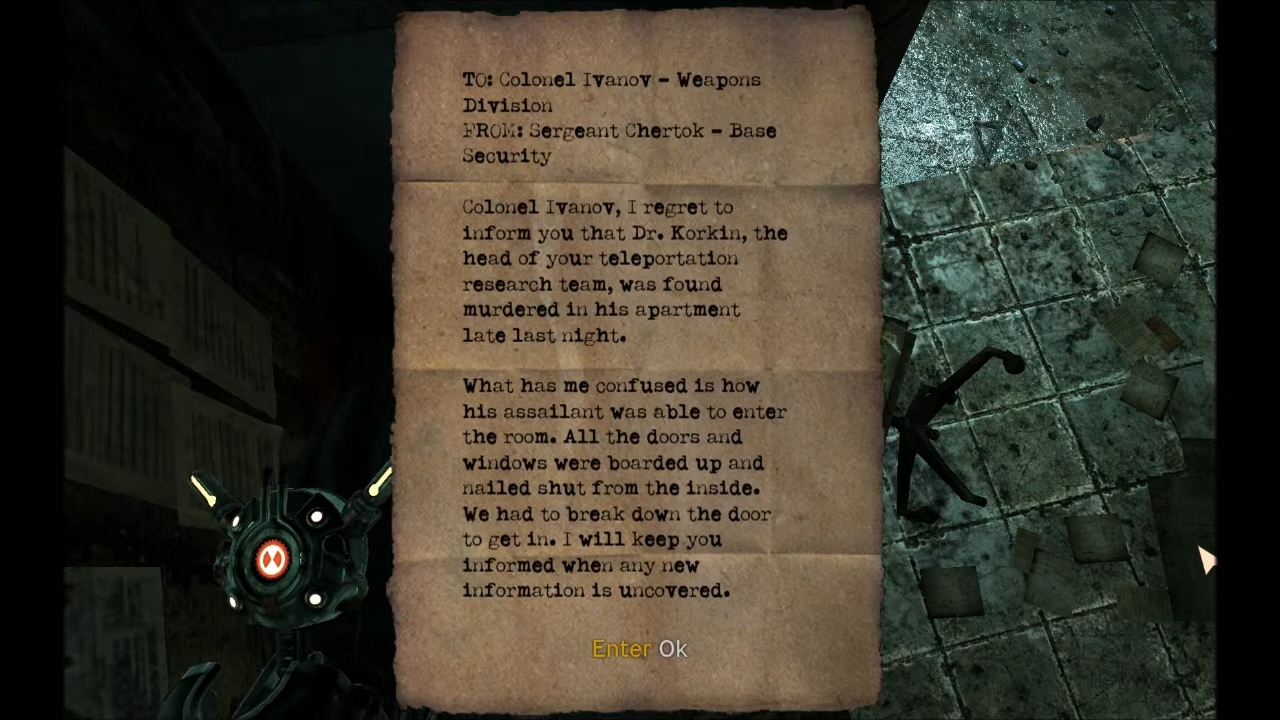 TO: Colonel Ivanov - Weapons
Division
FROM: Sergeant Chertok - Base
Security
Colonel Ivanov, I regret to
inform you that Dr. Korkin, the
head of your teleportation
research team, was found
murdered in his apartment
late last night.
What has me confused is how
his assailant was able to enter
the room. All the doors and
windows were boarded up and
nailed shut from the inside.
We had to break down the door
to get in. I will keep you
informed when any new
information is uncovered.
Enter Ok